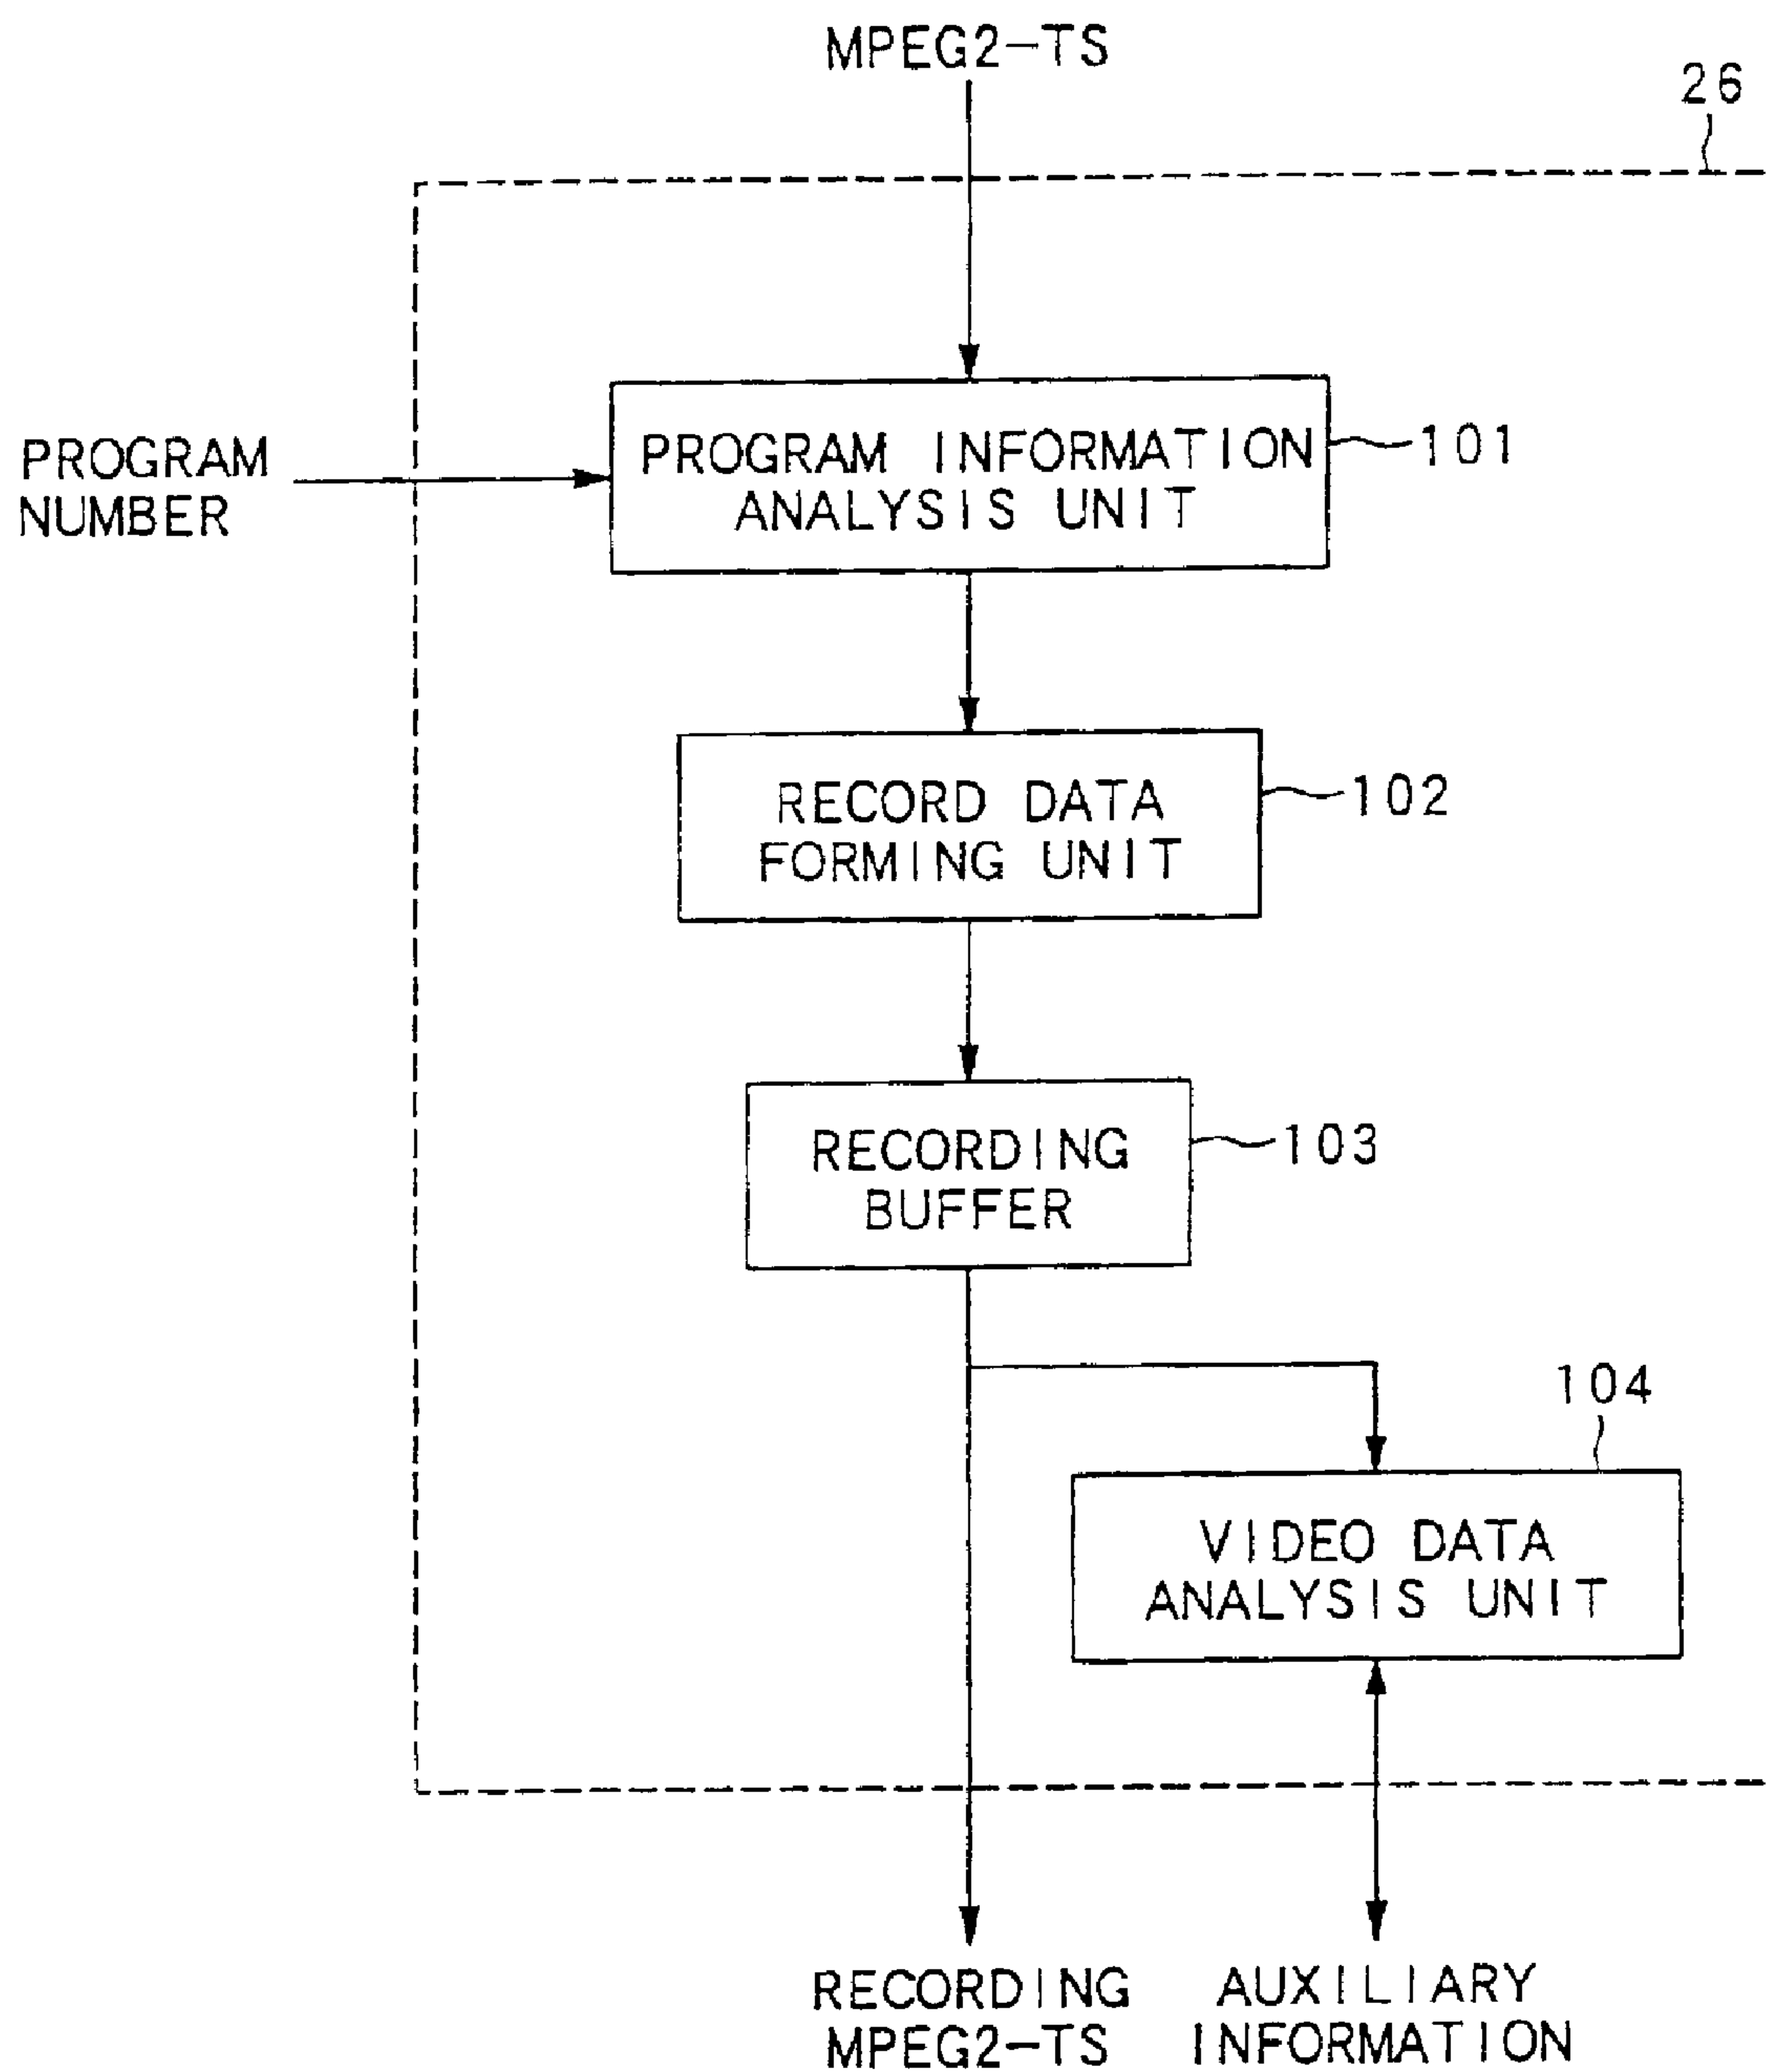 MPEG2-TS
26
PROGRAM
NUMBER
PROGRAM INFORMATION
ANALYSIS UNIT
101
RECORD DATA
FORMING UNIT
102
RECORDING
BUFFER
103
104
VIDEO DATA
ANALYSIS UNIT
RECORDING
MPEG2-TS
AUXILIARY
INFORMATION